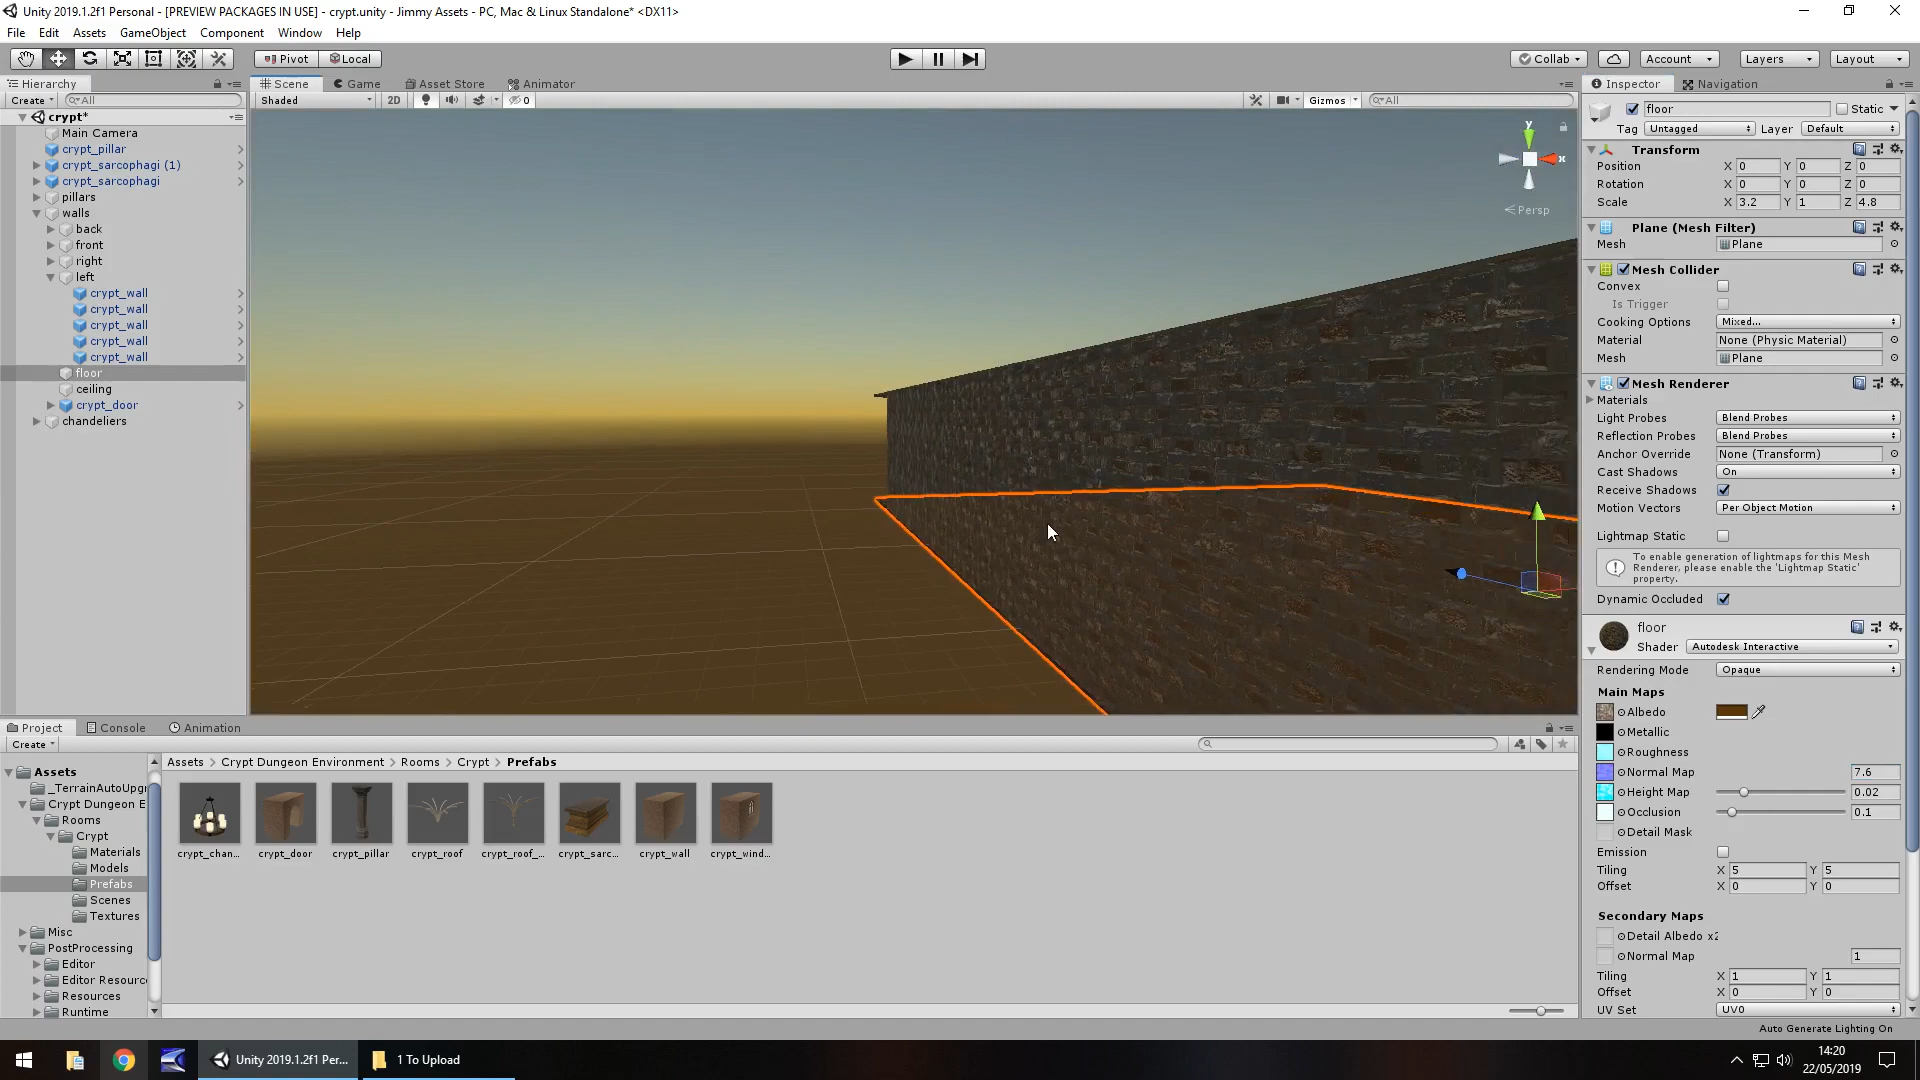 Unity 2019.1.2f1 Personal - [PREVIEW PACKAGES IN USE] - crypt.unity - Jimmy Assets - PC, Mac & Linux Standalone* <DX11>
File Edit Assets GameObject Component Window Help
Pivot Local Collab Account Layers Layout
Hierarchy Scene Game Asset Store Animator Inspector Navigation
Create All Shaded 2D 0 Gizmos All
crypt*
Main Camera
crypt_pillar
crypt_sarcophagi (1)
crypt_sarcophagi
pillars
walls
back
front
right
left
crypt_wall
crypt_wall
crypt_wall
crypt_wall
crypt_wall
floor
ceiling
crypt_door
chandeliers
y
x
Persp
floor Static
Tag Untagged Layer Default
Transform
Position X 0 Y 0 Z 0
Rotation X 0 Y 0 Z 0
Scale X 3.2 Y 1 Z 4.8
Plane (Mesh Filter)
Mesh Plane
Mesh Collider
Convex
Is Trigger
Cooking Options Mixed...
Material None (Physic Material)
Mesh Plane
Mesh Renderer
Materials
Light Probes Blend Probes
Reflection Probes Blend Probes
Anchor Override None (Transform)
Cast Shadows On
Receive Shadows
Motion Vectors Per Object Motion
Lightmap Static
To enable generation of lightmaps for this Mesh
Renderer, please enable the 'Lightmap Static'
property.
Dynamic Occluded
floor
Shader Autodesk Interactive
Rendering Mode Opaque
Main Maps
Albedo
Metallic
Roughness
Normal Map 7.6
Height Map 0.02
Occlusion 0.1
Detail Mask
Emission
Tiling X 5 Y 5
Offset X 0 Y 0
Secondary Maps
Detail Albedo x2
Normal Map 1
Tiling X 1 Y 1
Offset X 0 Y 0
UV Set UV0
Auto Generate Lighting On
Project Console Animation
Create
Assets
_TerrainAutoUpgr
Crypt Dungeon E
Rooms
Crypt
Materials
Models
Prefabs
Scenes
Textures
Misc
PostProcessing
Editor
Editor Resourc
Resources
Runtime
Assets > Crypt Dungeon Environment > Rooms > Crypt > Prefabs
crypt_chan... crypt_door crypt_pillar crypt_roof crypt_roof_... crypt_sarc... crypt_wall crypt_wind...
Unity 2019.1.2f1 Per... 1 To Upload
14:20
22/05/2019